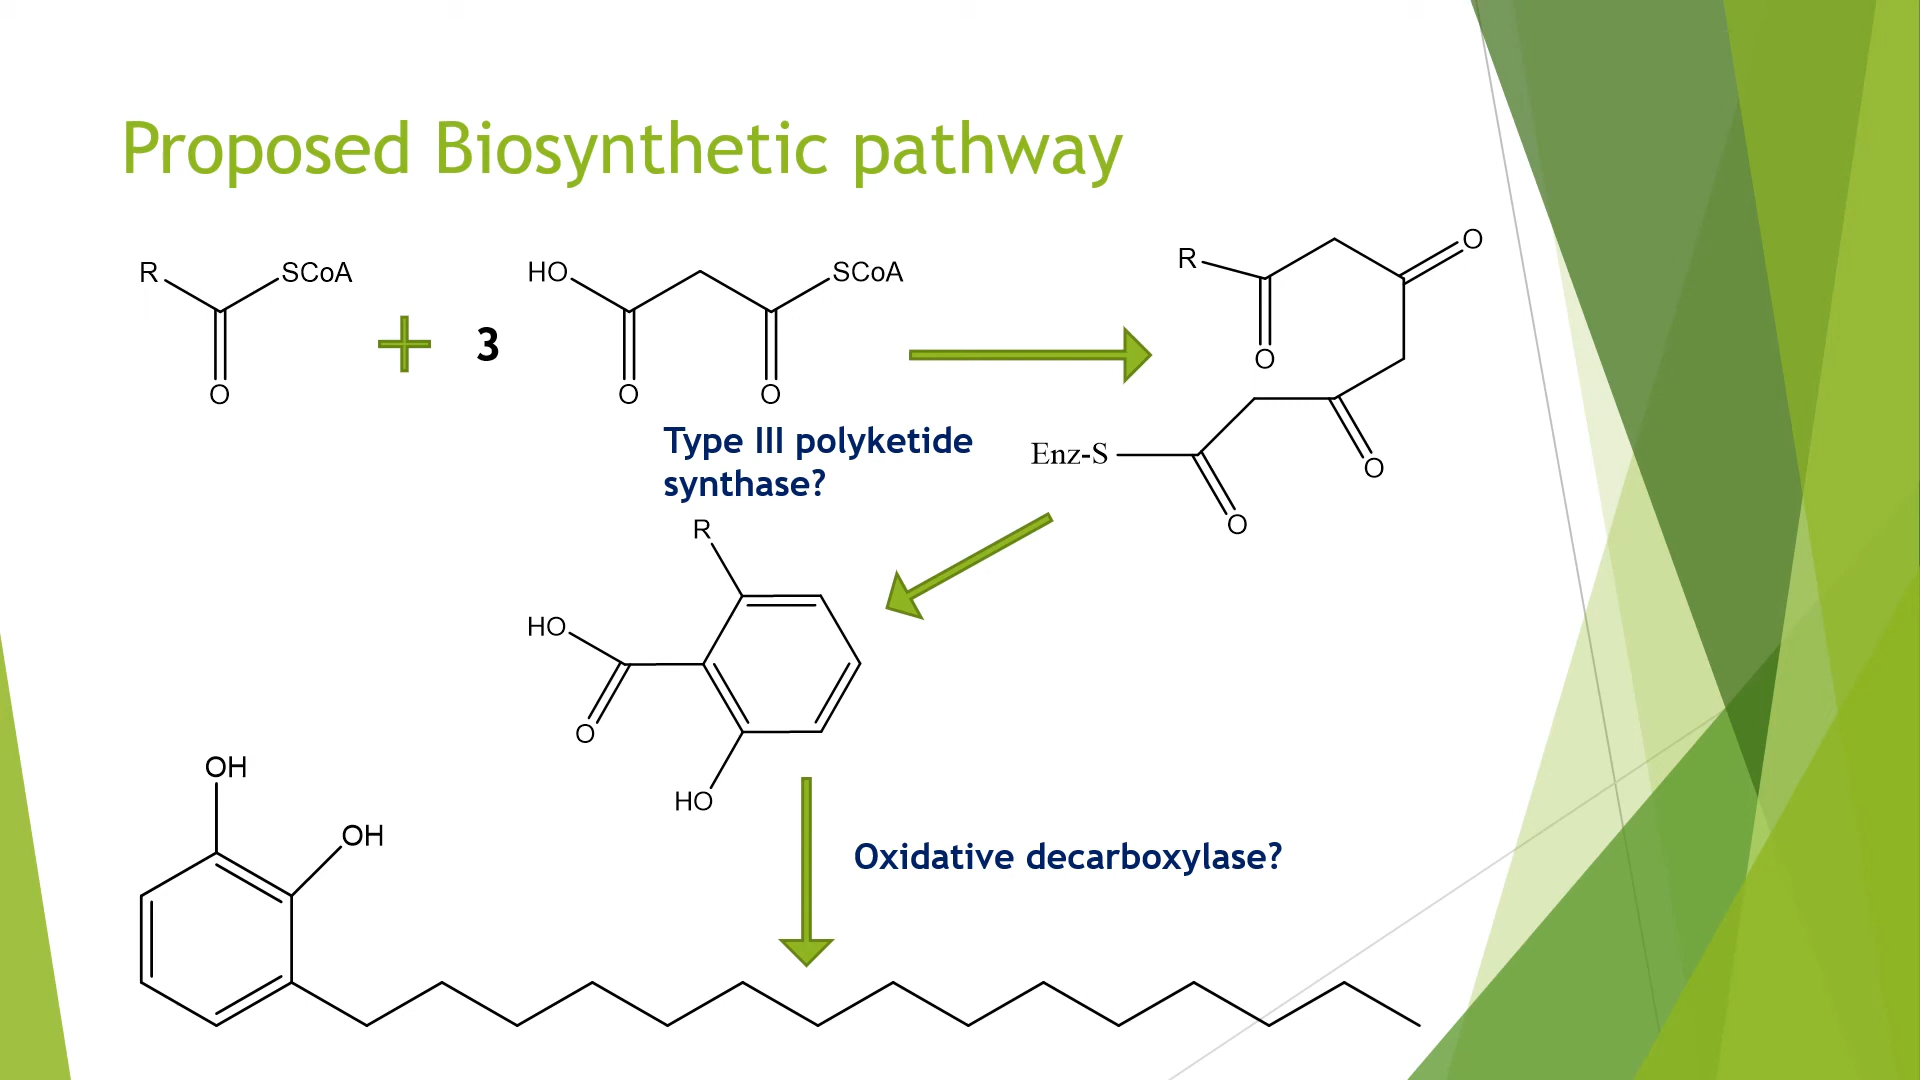 Proposed Biosynthetic pathway
R SCoA
O
3
HO SCoA
O O
R O
O
Enz-S
O
O
Type III polyketide
synthase?
R
HO
O
HO
Oxidative decarboxylase?
OH
OH